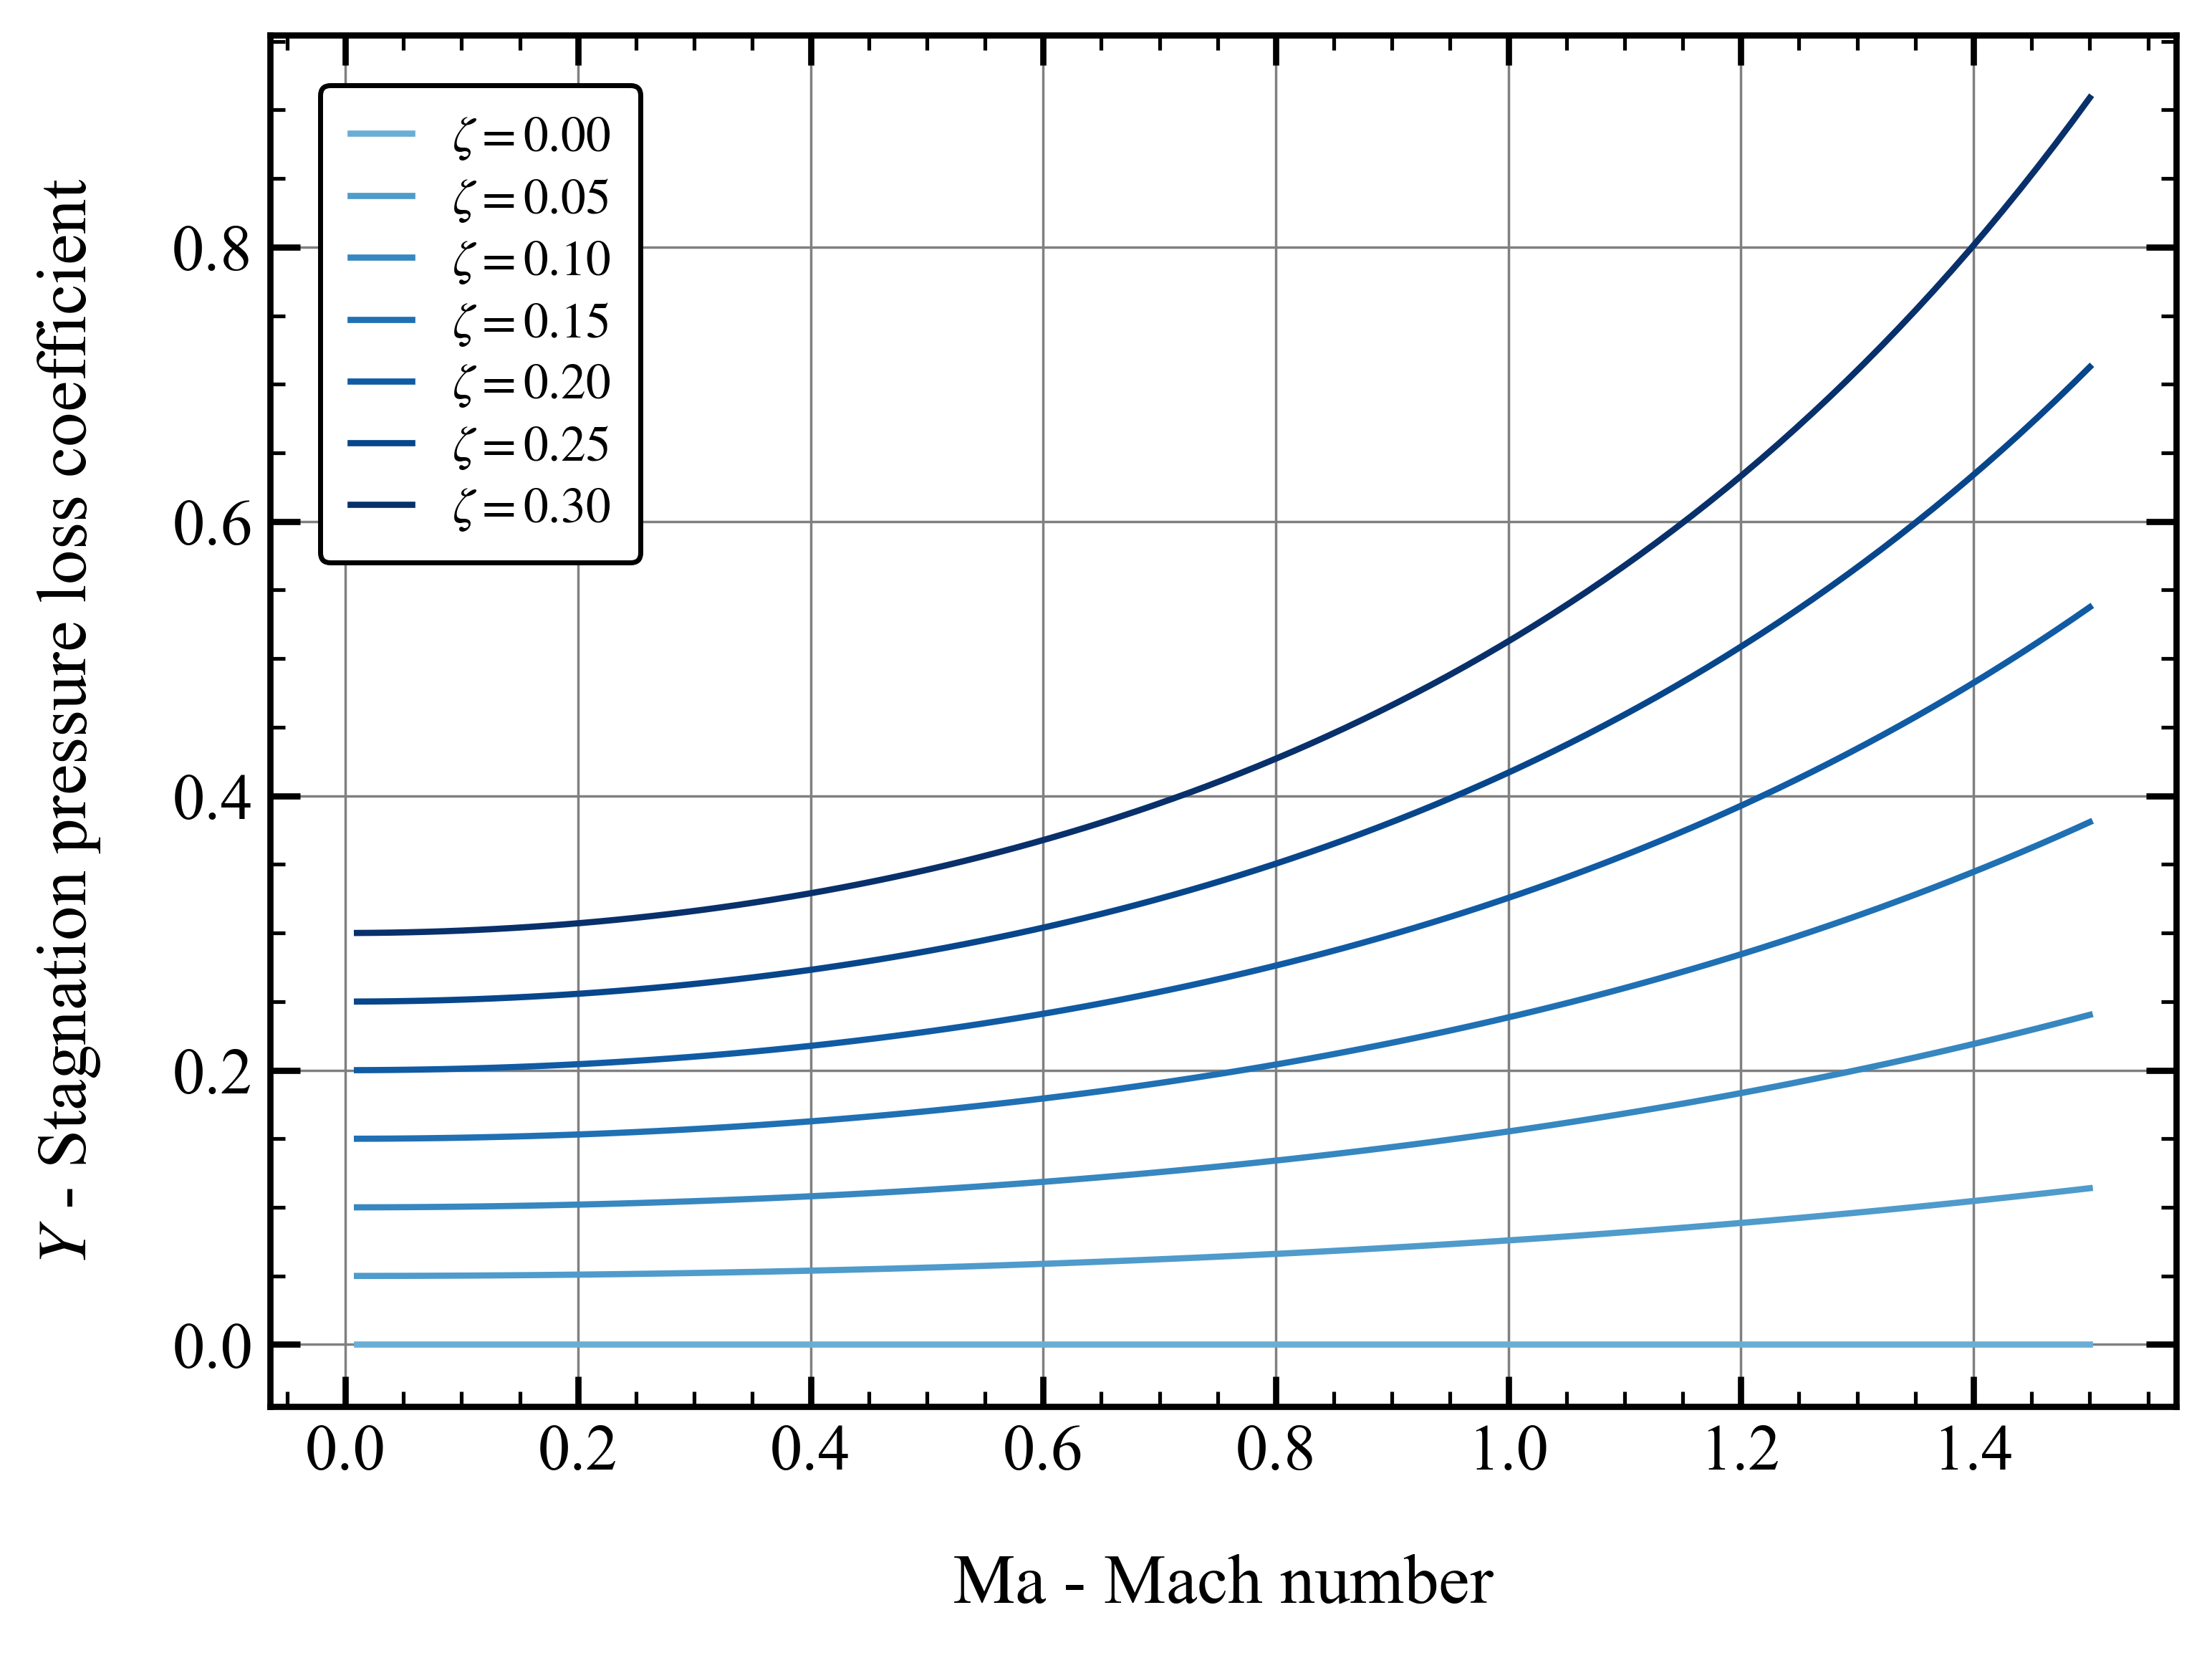 Y - Stagnation pressure loss coefficient
0.8
0.6
0.4
0.2
0.0
ζ = 0.00
ζ = 0.05
ζ = 0.10
ζ = 0.15
ζ = 0.20
ζ = 0.25
ζ = 0.30
0.0 0.2 0.4 0.6 0.8 1.0 1.2 1.4
Ma - Mach number